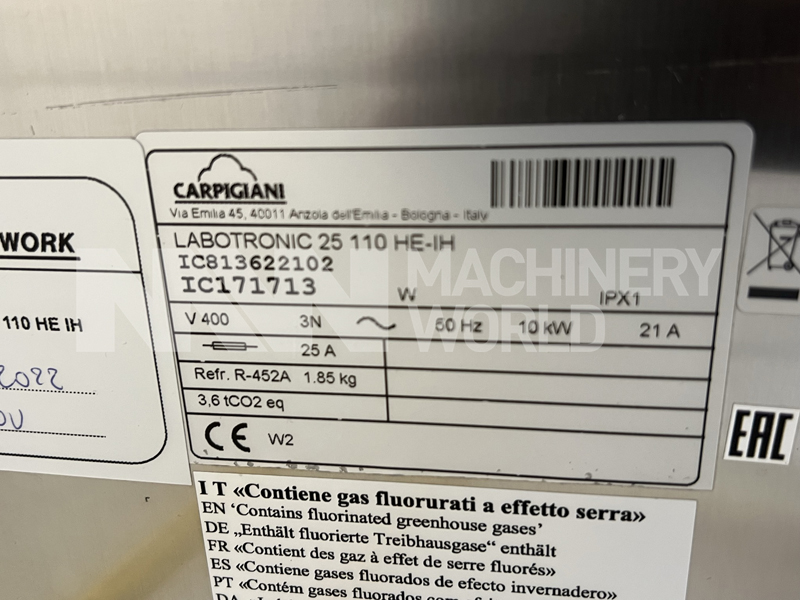 CARPIGIANI
Via Emilia 45, 40011 Anzola dell'Emilia - Bologna - Italy
LABOTRONIC 25 110 HE-IH
IC813622102
IC171713
W
IPX1
V 400 3N 50 Hz 10 kW 21 A
25 A
Refr. R-452A 1.85 kg
3,6 tCO2 eq
CE W2
WORK
110 HE IH
2022
MACHINERY
WORLD
EAC
I T «Contiene gas fluorurati a effetto serra»
EN 'Contains fluorinated greenhouse gases'
DE „Enthält fluorierte Treibhausgase“ enthält
FR «Contient des gaz à effet de serre fluorés»
ES «Contiene gases fluorados de efecto invernadero»
PT «Contém gases fluorados com